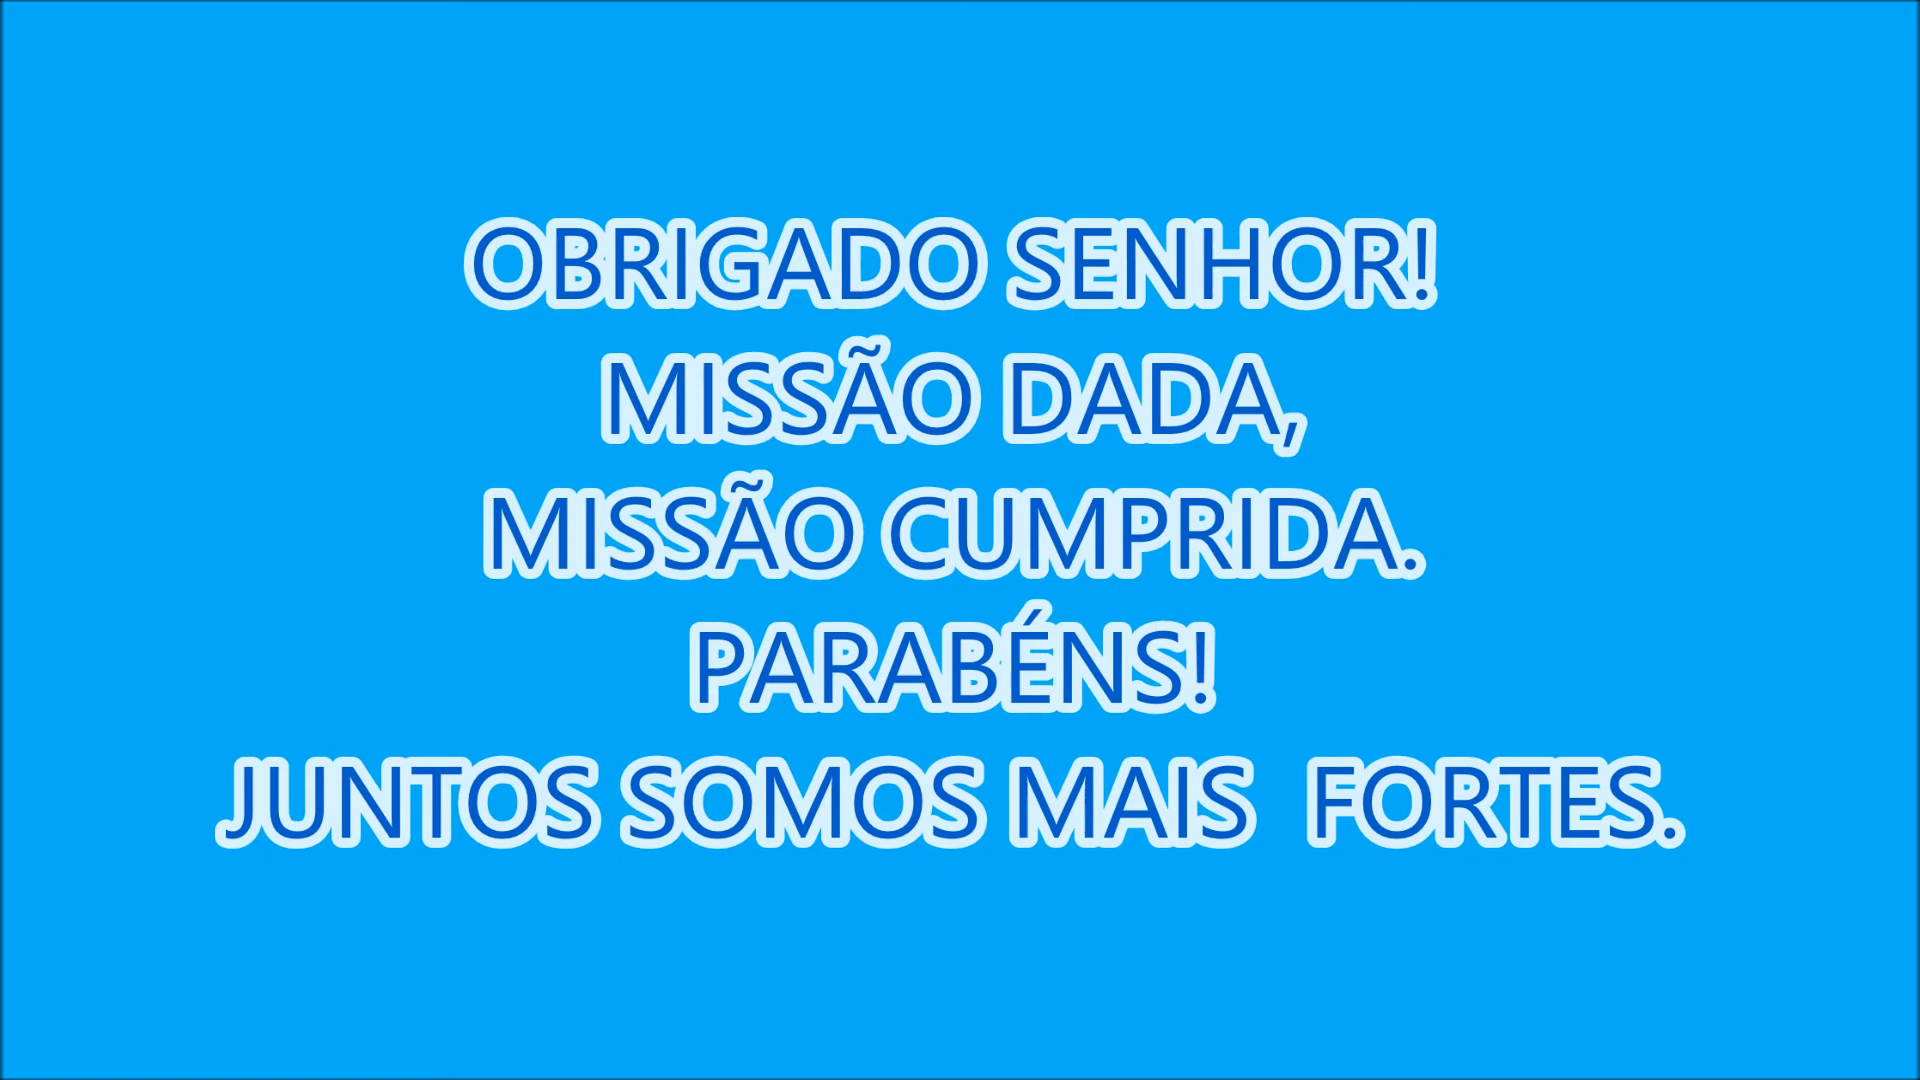 OBRIGADO SENHOR!
MISSÃO DADA,
MISSÃO CUMPRIDA.
PARABÉNS!
JUNTOS SOMOS MAIS  FORTES.